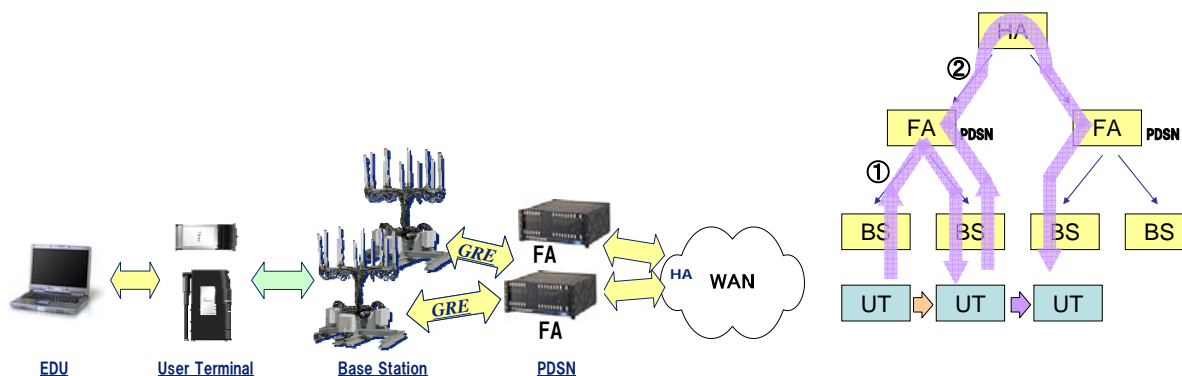 GRE
GRE
FA
FA
HA
WAN
EDU
User Terminal
Base Station
PDSN
HA
②
FA
PDSN
FA
PDSN
①
BS
BS
BS
BS
UT
UT
UT